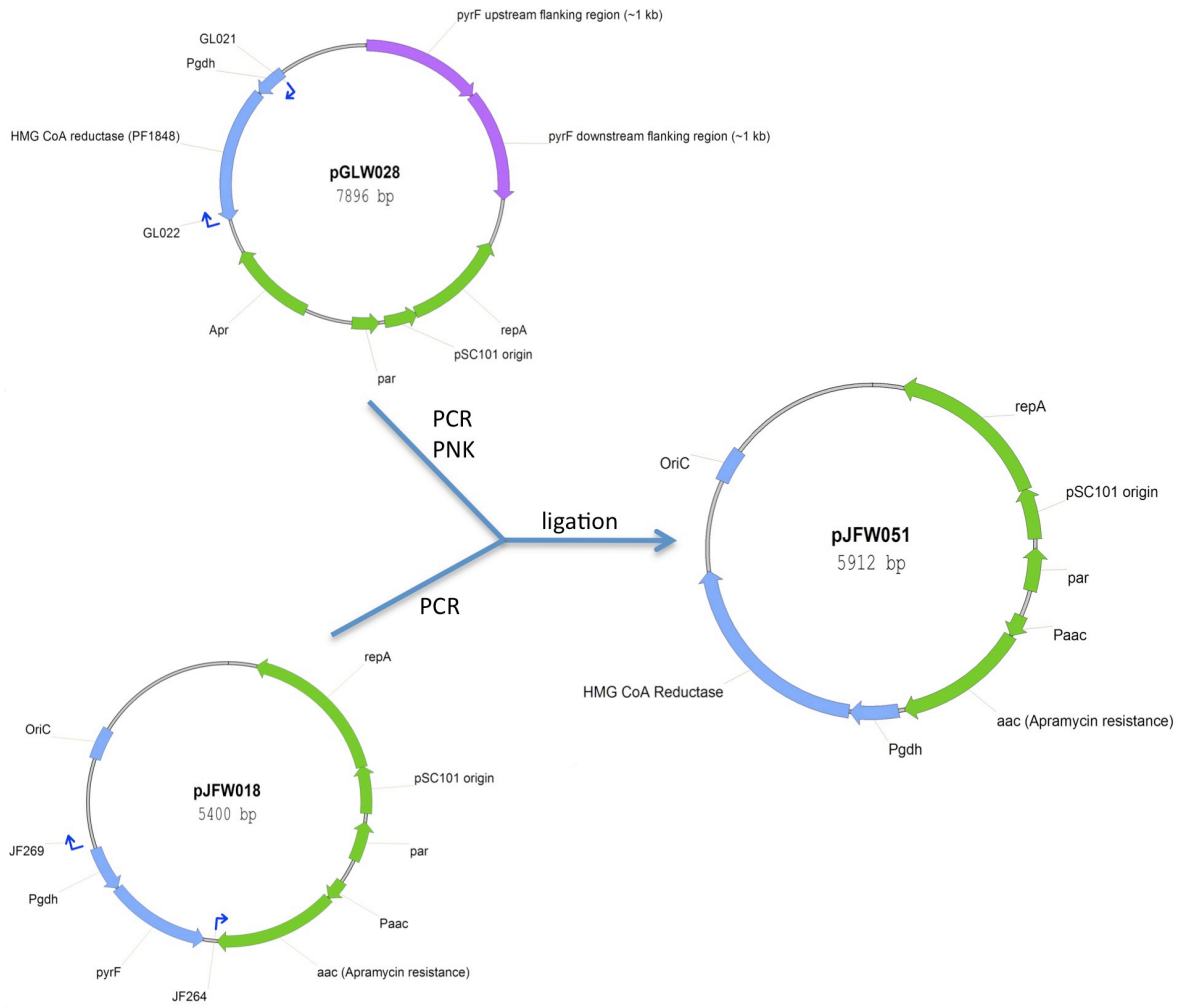 pyrF upstream flanking region (~1 kb)
GL021
Pgdh
HMG CoA reductase (PF1848)
pyrF downstream flanking region (~1 kb)
pGLW028
7896 bp
GL022
Apr
repA
pSC101 origin
par
PCR
PNK
ligation
PCR
repA
OriC
pSC101 origin
pJFW051
5912 bp
par
Paac
HMG CoA Reductase
aac (Apramycin resistance)
Pgdh
repA
OriC
pSC101 origin
pJFW018
5400 bp
JF269
par
Pgdh
Paac
pyrF
aac (Apramycin resistance)
JF264